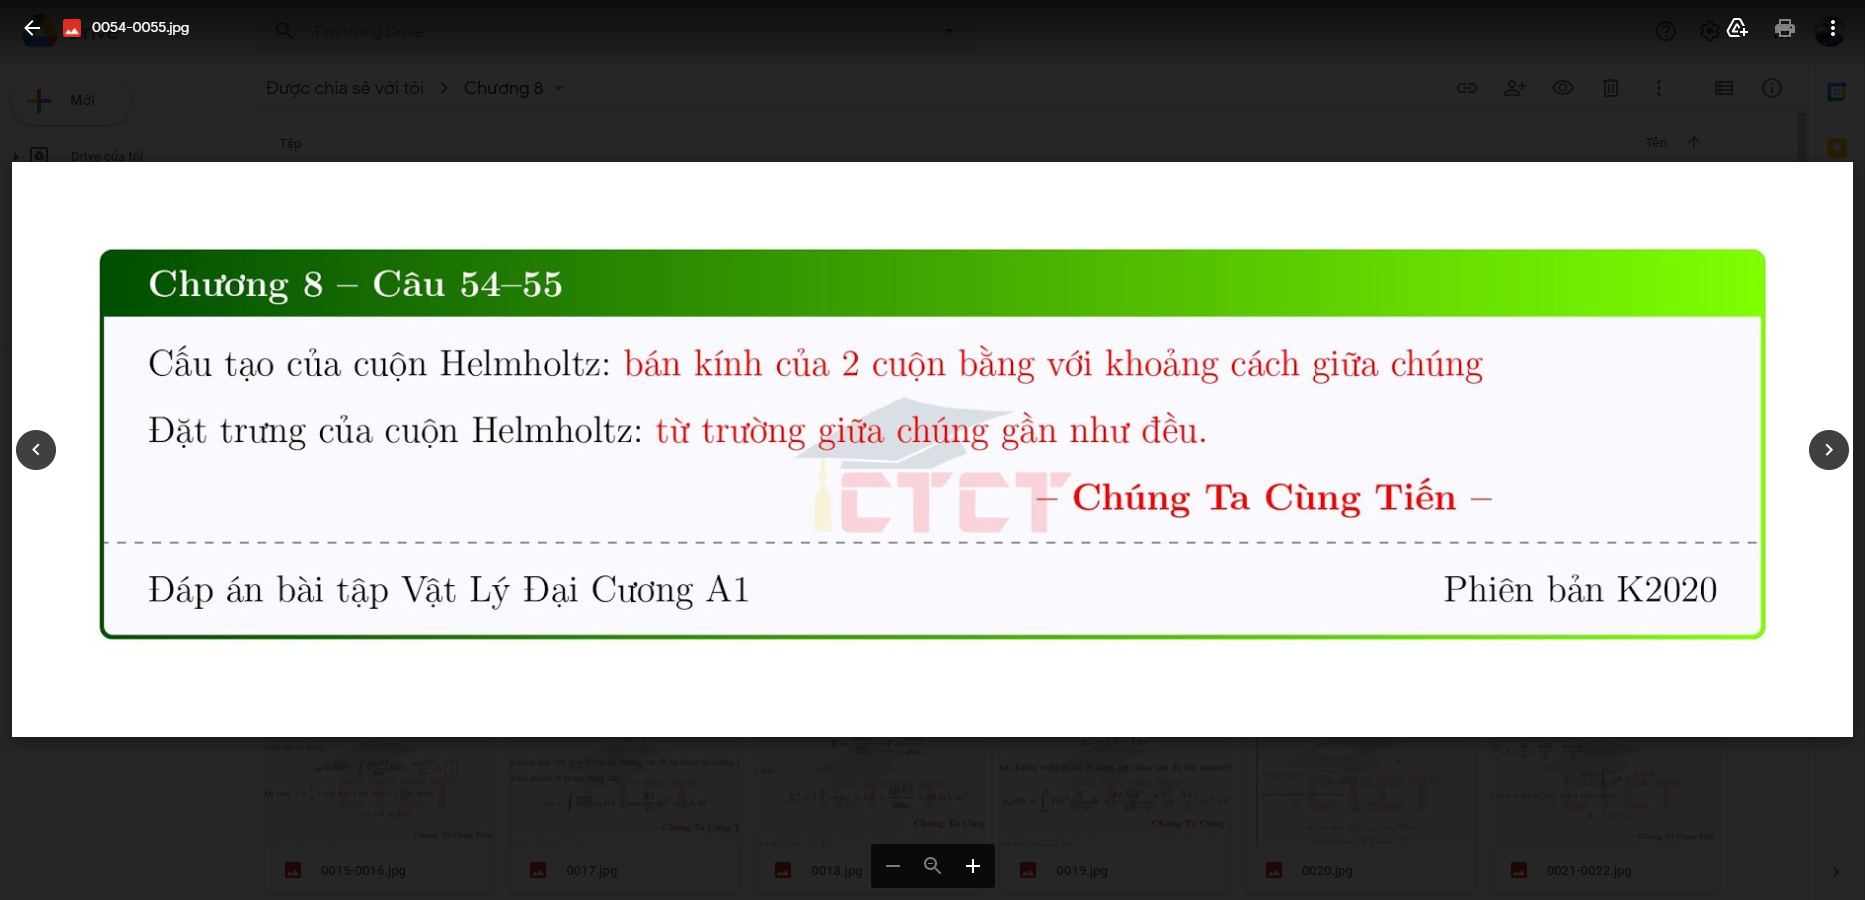 0054-0055.jpg
Tìm trong Drive
Mới
Được chia sẻ với tôi > Chương 8
Tệp
Tên
Drive của tôi
Chương 8 – Câu 54–55
Cấu tạo của cuộn Helmholtz: bán kính của 2 cuộn bằng với khoảng cách giữa chúng
Đặt trưng của cuộn Helmholtz: từ trường giữa chúng gần như đều.
CTCT
– Chúng Ta Cùng Tiến –
Đáp án bài tập Vật Lý Đại Cương A1
Phiên bản K2020
Chúng Ta Cùng Tiến
0015-0016.jpg
0017.jpg
0018.jpg
0019.jpg
0020.jpg
0021-0022.jpg